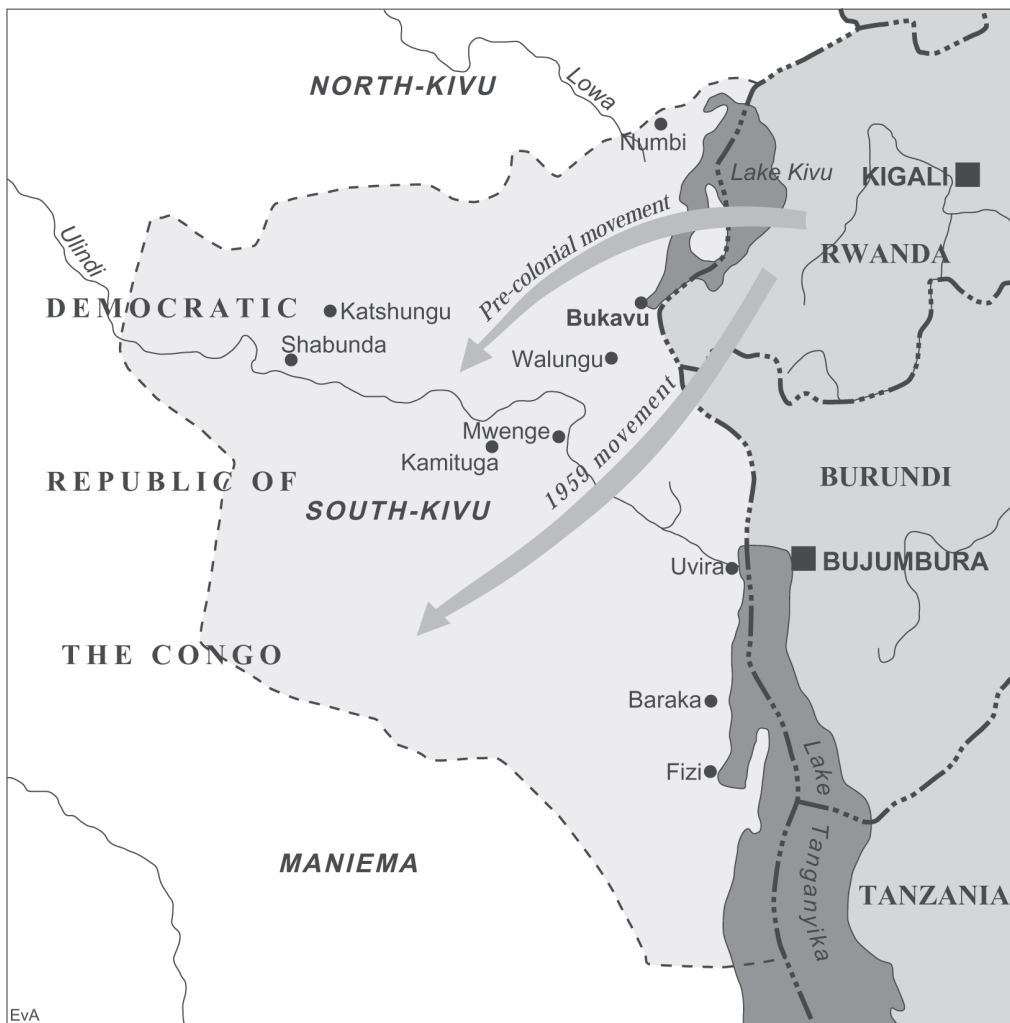 NORTH-KIVU
Lowa
Numbi
Lake Kivu
KIGALI
Pre-colonial movement
RWANDA
Ulindi
DEMOCRATIC
Katshungu
Bukavu
Shabunda
Walungu
Mwenge
Kamituga
1959 movement
REPUBLIC OF
SOUTH-KIVU
BURUNDI
Uvira
BUJUMBURA
THE CONGO
Baraka
Fizi
Lake Tanganyika
MANIEMA
TANZANIA
EvA